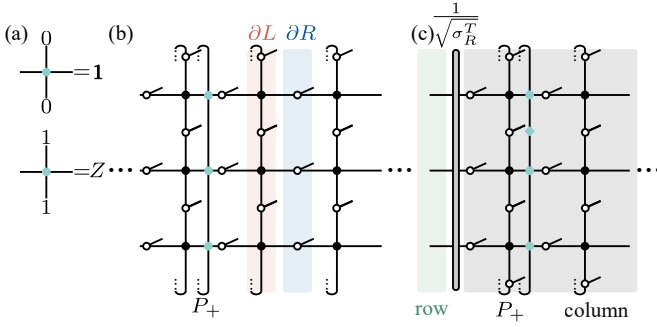 (a)
0
= 1
0
1
= Z
1
(b)
∂L
∂R
...
...
P₊
(c)
1/√σ_R^T
...
row
P₊
column